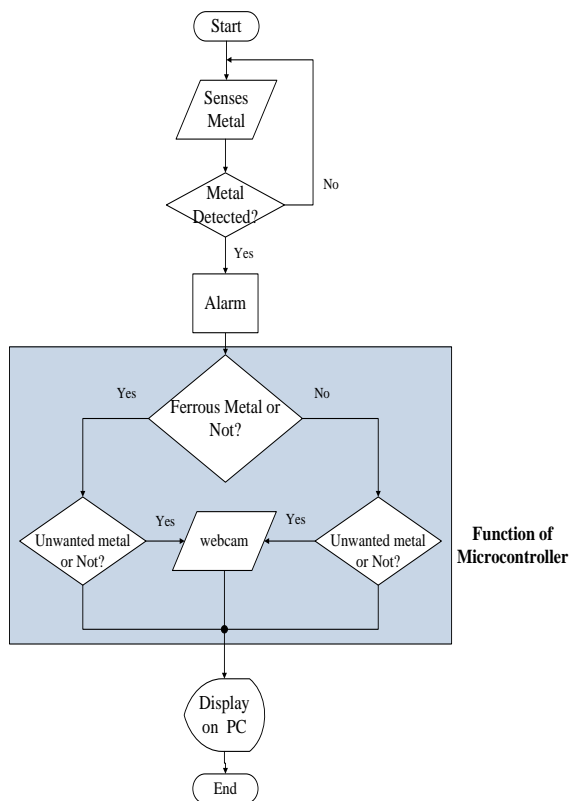 Start
Senses
Metal
No
Metal
Detected?
Yes
Alarm
Yes
Ferrous Metal or
Not?
No
Unwanted metal
or Not?
Yes
webcam
Yes
Unwanted metal
or Not?
Function of
Microcontroller
Display
on PC
End